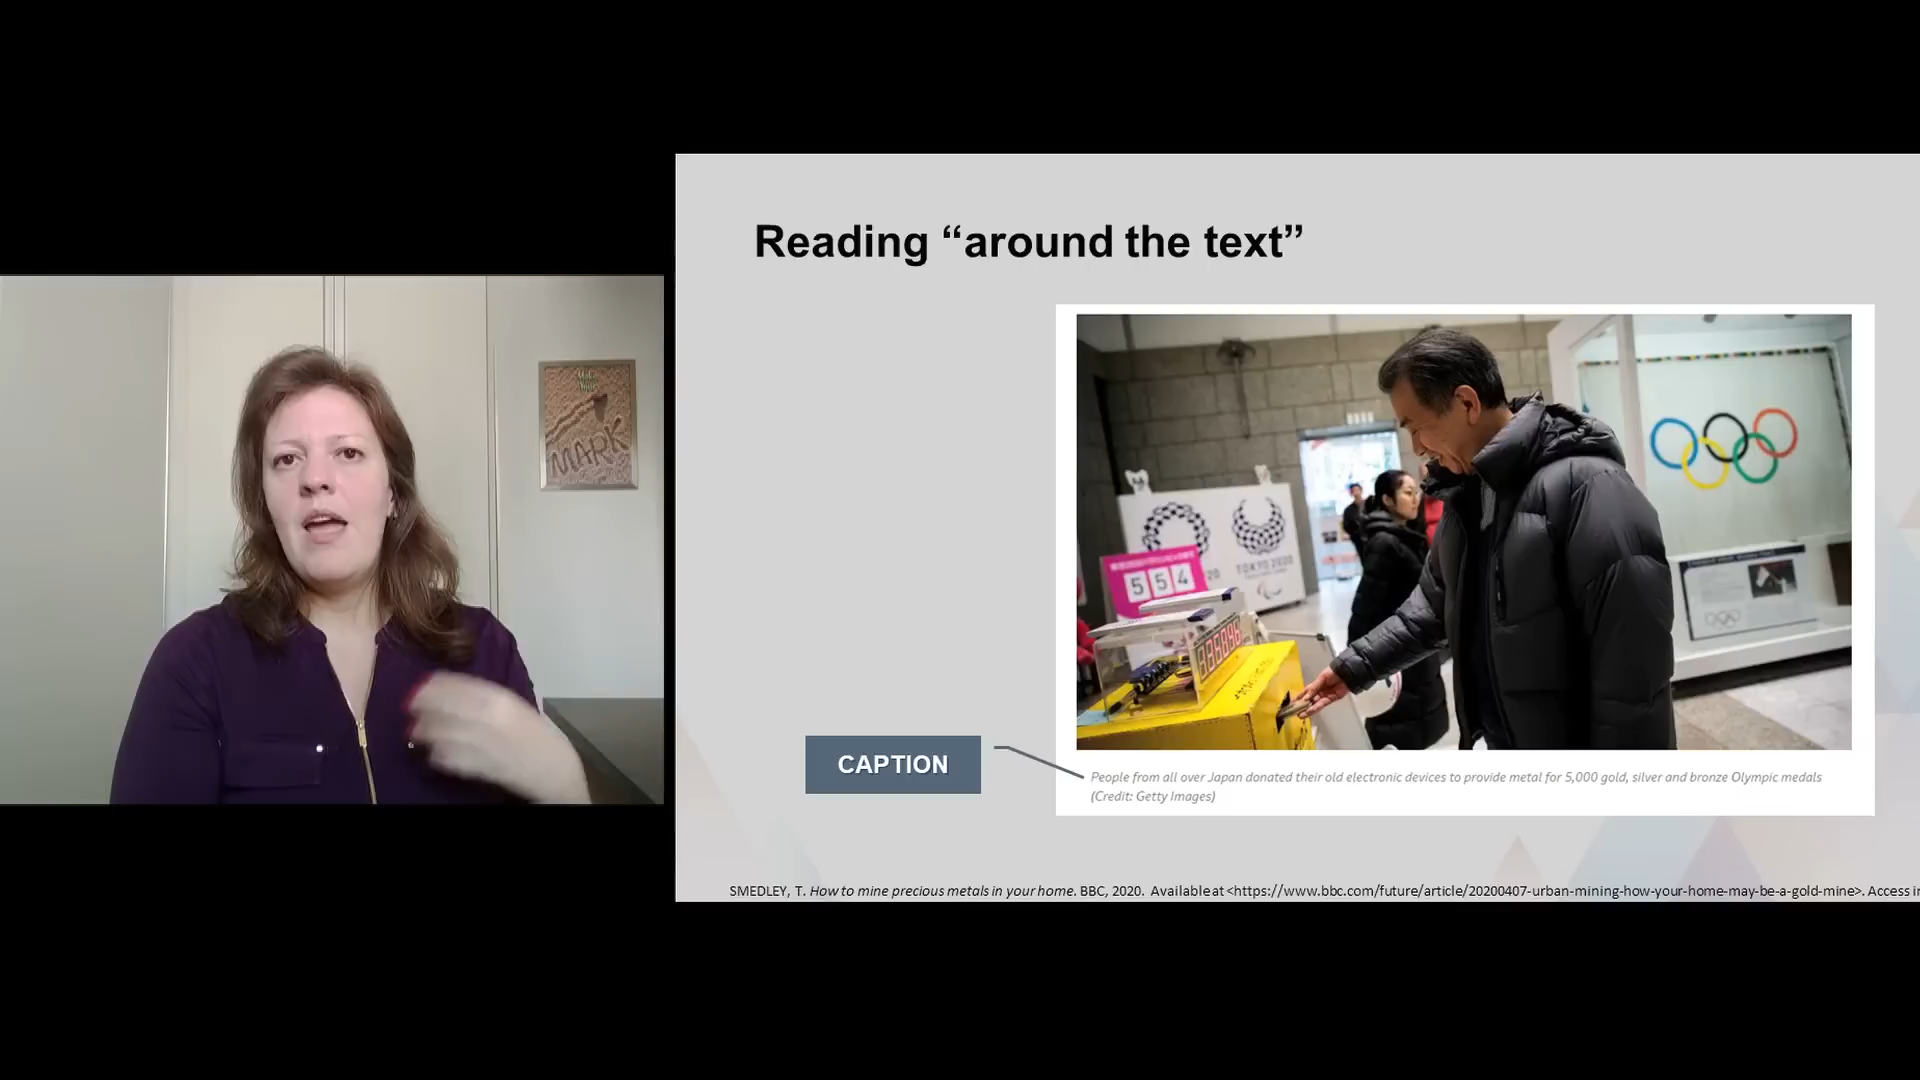 Reading “around the text”
MARK
554
TOKYO 2020
CAPTION
People from all over Japan donated their old electronic devices to provide metal for 5,000 gold, silver and bronze Olympic medals
(Credit: Getty Images)
SMEDLEY, T. How to mine precious metals in your home. BBC, 2020. Available at <https://www.bbc.com/future/article/20200407-urban-mining-how-your-home-may-be-a-gold-mine>. Access in